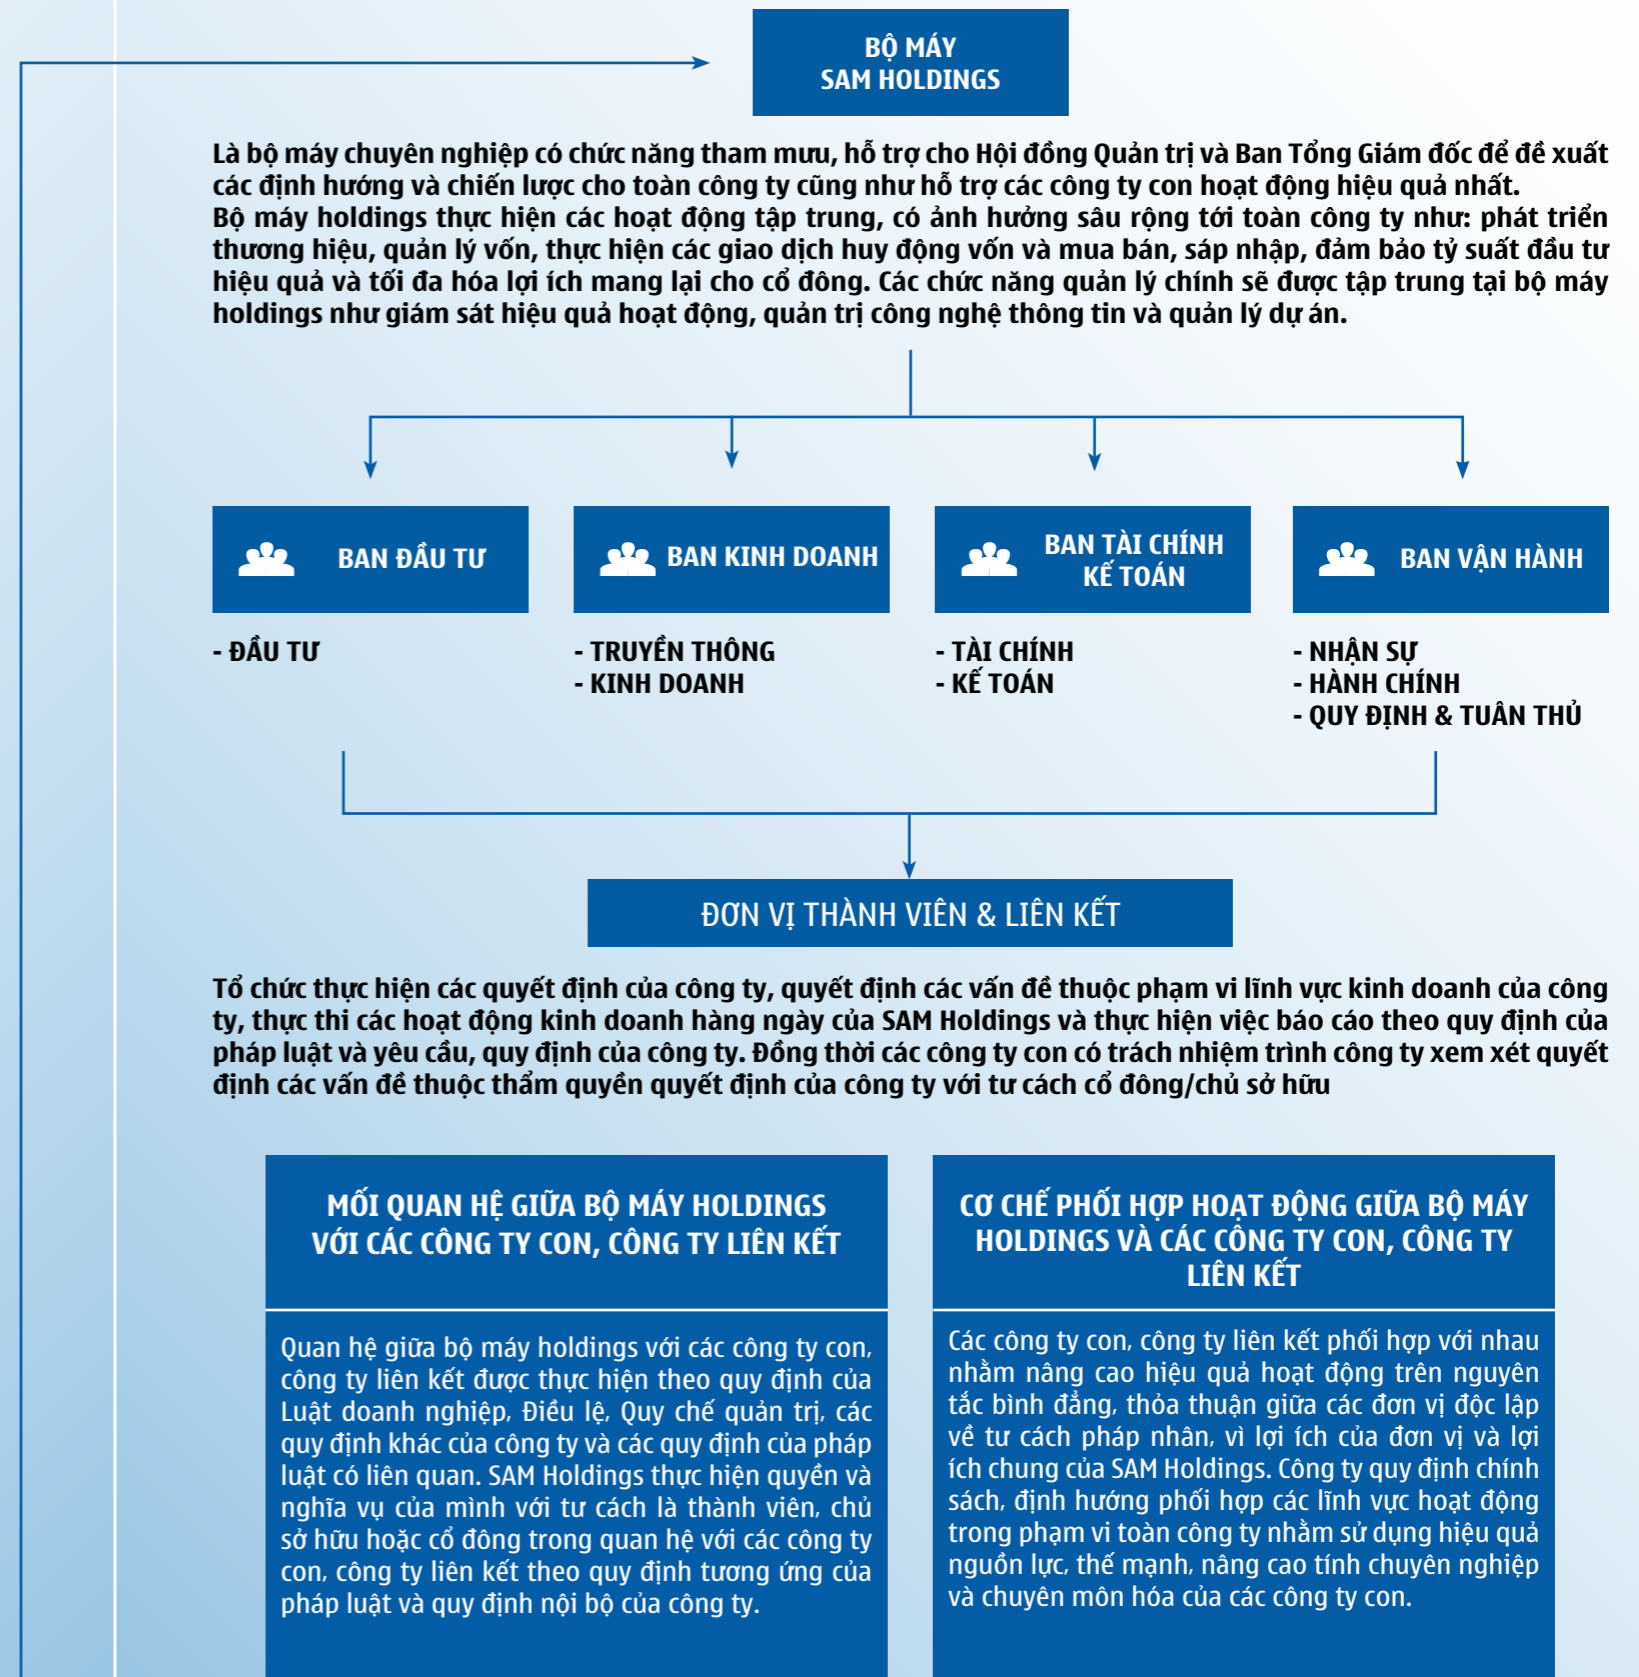 BỘ MÁY
SAM HOLDINGS
Là bộ máy chuyên nghiệp có chức năng tham mưu, hỗ trợ cho Hội đồng Quản trị và Ban Tổng Giám đốc để đề xuất
các định hướng và chiến lược cho toàn công ty cũng như hỗ trợ các công ty con hoạt động hiệu quả nhất.
Bộ máy holdings thực hiện các hoạt động tập trung, có ảnh hưởng sâu rộng tới toàn công ty như: phát triển
thương hiệu, quản lý vốn, thực hiện các giao dịch huy động vốn và mua bán, sáp nhập, đảm bảo tỷ suất đầu tư
hiệu quả và tối đa hóa lợi ích mang lại cho cổ đông. Các chức năng quản lý chính sẽ được tập trung tại bộ máy
holdings như giám sát hiệu quả hoạt động, quản trị công nghệ thông tin và quản lý dự án.
BAN ĐẦU TƯ
- ĐẦU TƯ
BAN KINH DOANH
- TRUYỀN THÔNG
- KINH DOANH
BAN TÀI CHÍNH
KẾ TOÁN
- TÀI CHÍNH
- KẾ TOÁN
BAN VẬN HÀNH
- NHẬN SỰ
- HÀNH CHÍNH
- QUY ĐỊNH & TUÂN THỦ
ĐƠN VỊ THÀNH VIÊN & LIÊN KẾT
Tổ chức thực hiện các quyết định của công ty, quyết định các vấn đề thuộc phạm vi lĩnh vực kinh doanh của công
ty, thực thi các hoạt động kinh doanh hàng ngày của SAM Holdings và thực hiện việc báo cáo theo quy định của
pháp luật và yêu cầu, quy định của công ty. Đồng thời các công ty con có trách nhiệm trình công ty xem xét quyết
định các vấn đề thuộc thẩm quyền quyết định của công ty với tư cách cổ đông/chủ sở hữu
MỐI QUAN HỆ GIỮA BỘ MÁY HOLDINGS
VỚI CÁC CÔNG TY CON, CÔNG TY LIÊN KẾT
Quan hệ giữa bộ máy holdings với các công ty con,
công ty liên kết được thực hiện theo quy định của
Luật doanh nghiệp, Điều lệ, Quy chế quản trị, các
quy định khác của công ty và các quy định của pháp
luật có liên quan. SAM Holdings thực hiện quyền và
nghĩa vụ của mình với tư cách là thành viên, chủ
sở hữu hoặc cổ đông trong quan hệ với các công ty
con, công ty liên kết theo quy định tương ứng của
pháp luật và quy định nội bộ của công ty.
CƠ CHẾ PHỐI HỢP HOẠT ĐỘNG GIỮA BỘ MÁY
HOLDINGS VÀ CÁC CÔNG TY CON, CÔNG TY
LIÊN KẾT
Các công ty con, công ty liên kết phối hợp với nhau
nhằm nâng cao hiệu quả hoạt động trên nguyên
tắc bình đẳng, thỏa thuận giữa các đơn vị độc lập
về tư cách pháp nhân, vì lợi ích của đơn vị và lợi
ích chung của SAM Holdings. Công ty quy định chính
sách, định hướng phối hợp các lĩnh vực hoạt động
trong phạm vi toàn công ty nhằm sử dụng hiệu quả
nguồn lực, thế mạnh, nâng cao tính chuyên nghiệp
và chuyên môn hóa của các công ty con.